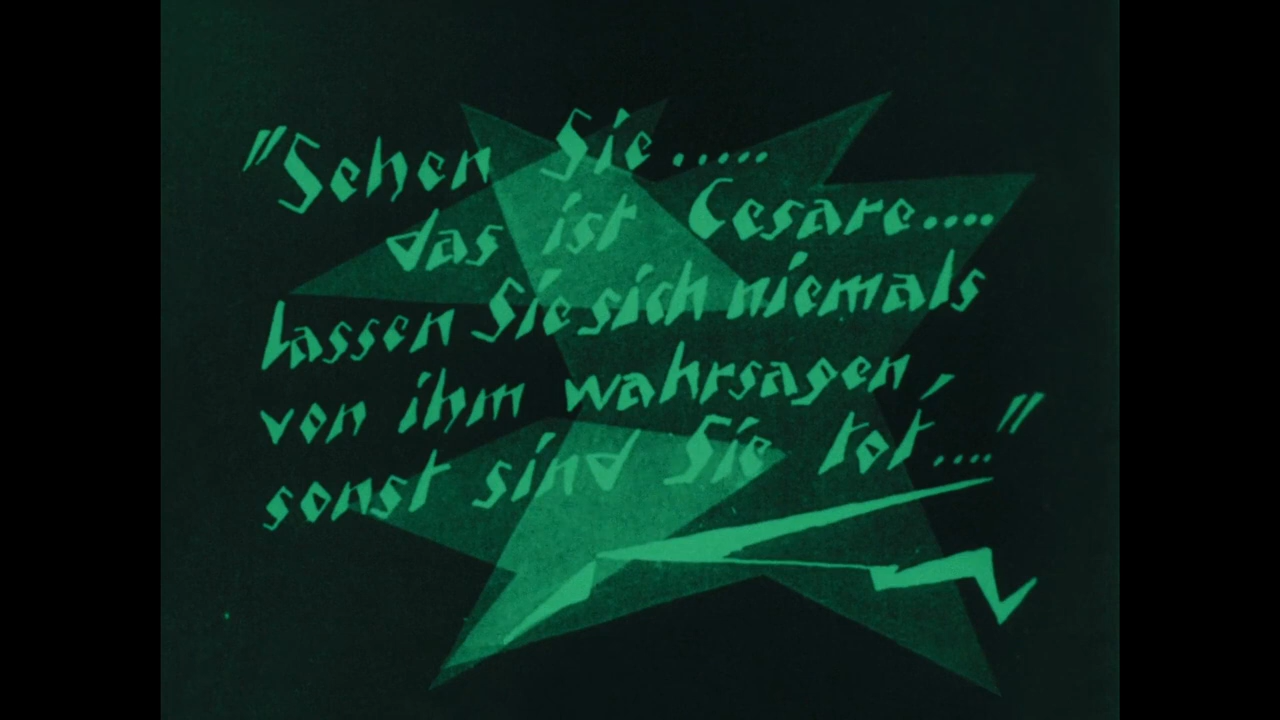 "Sehen Sie.....
das ist Cesare....
lassen Sie sich niemals
von ihm wahrsagen,
sonst sind Sie tot...."